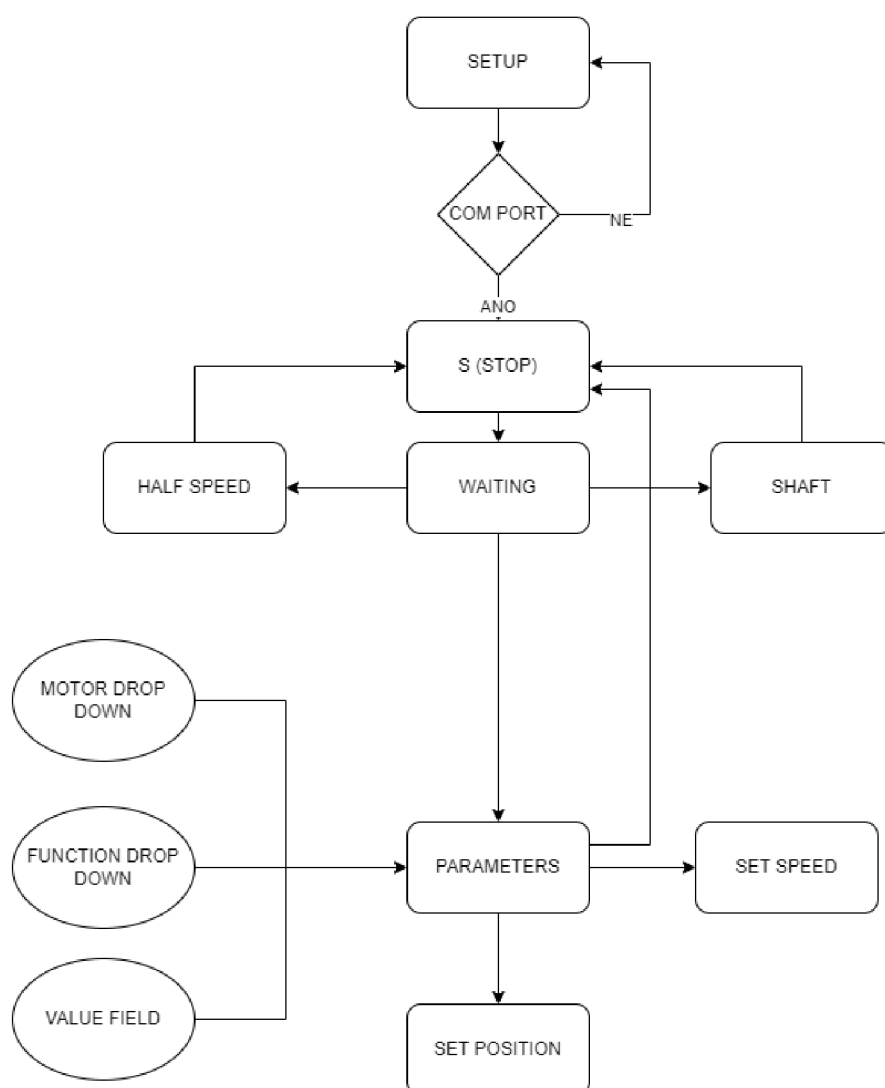 SETUP
COM PORT
NE
ANO
S (STOP)
HALF SPEED
WAITING
SHAFT
MOTOR DROP
DOWN
FUNCTION DROP
DOWN
PARAMETERS
SET SPEED
VALUE FIELD
SET POSITION